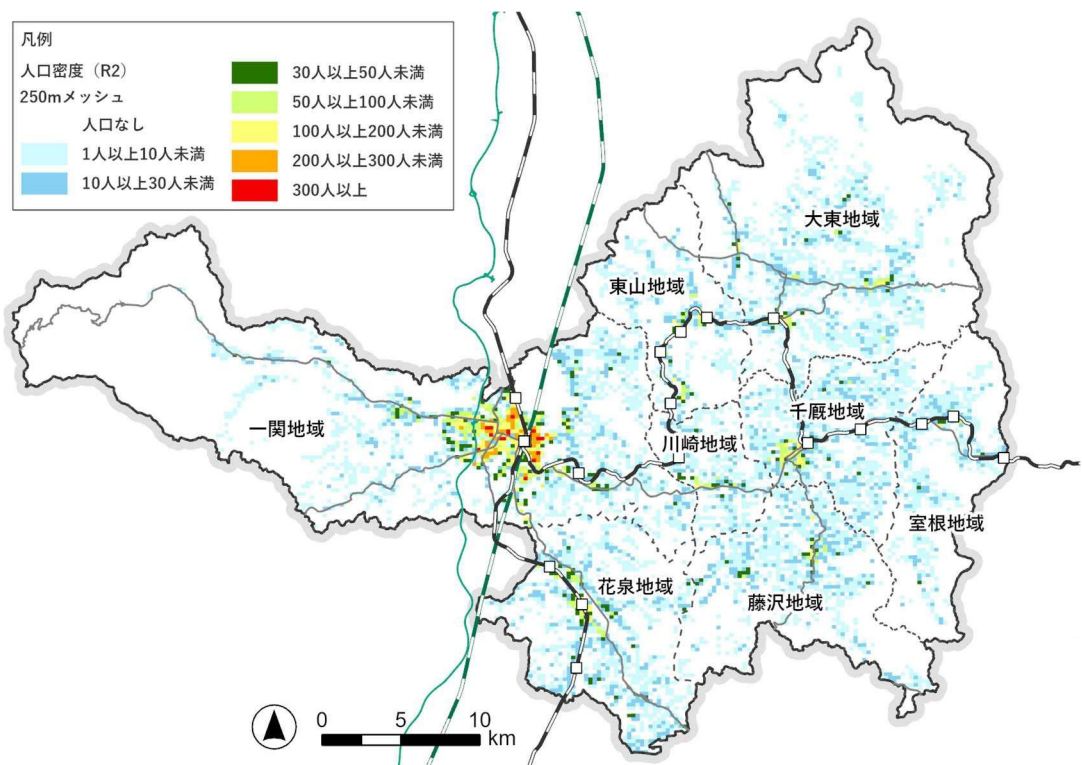 凡例
人口密度（R2）
250mメッシュ
人口なし
1人以上10人未満
10人以上30人未満
30人以上50人未満
50人以上100人未満
100人以上200人未満
200人以上300人未満
300人以上
大東地域
東山地域
一関地域
千厩地域
川崎地域
室根地域
花泉地域
藤沢地域
0 5 10
km